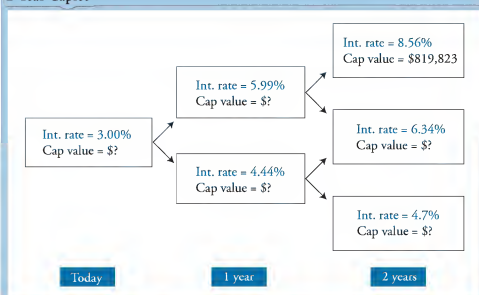 Int. rate = 8.56%
Cap value = $819,823
Int. rate = 5.99%
Cap value = $?
Int. rate = 3.00%
Cap value = $?
Int. rate = 6.34%
Cap value = $?
Int. rate = 4.44%
Cap value = $?
Int. rate = 4.7%
Cap value = $?
Today
1 year
2 years